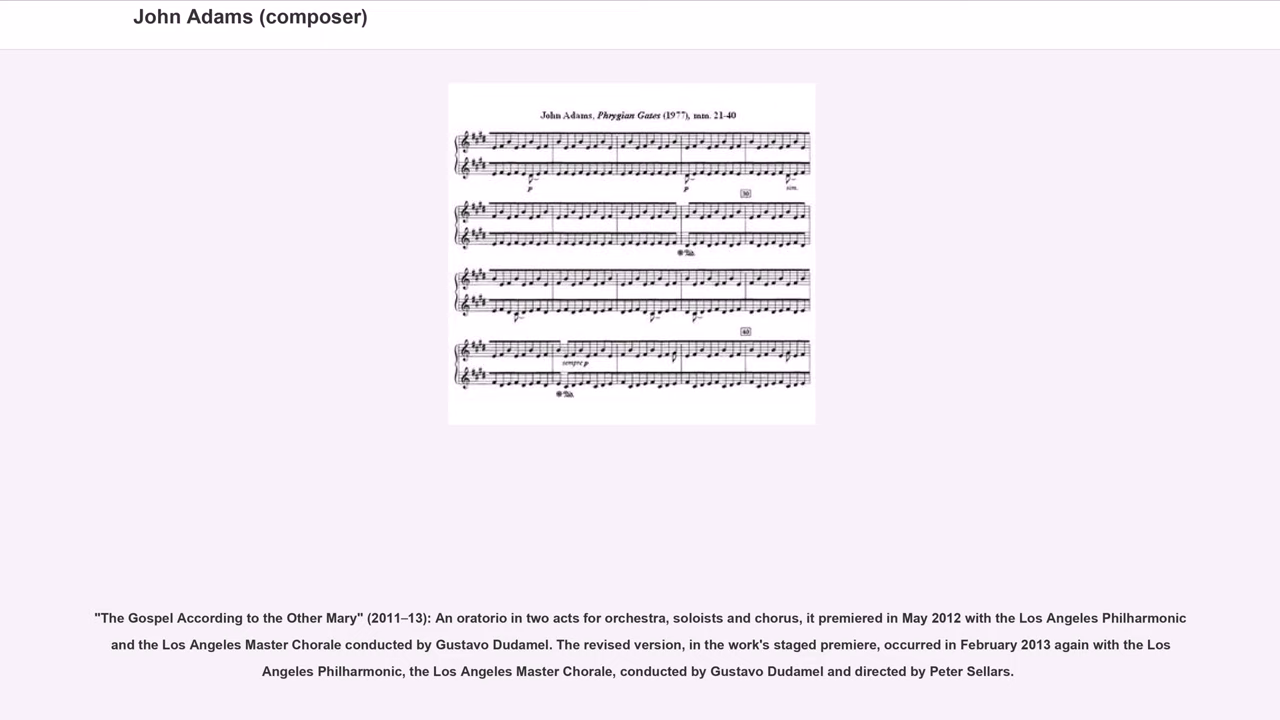 John Adams (composer)
John Adams, Phrygian Gates (1977), mm. 21-40
p
p
sim.
30
sempre p
40
"The Gospel According to the Other Mary" (2011–13): An oratorio in two acts for orchestra, soloists and chorus, it premiered in May 2012 with the Los Angeles Philharmonic
and the Los Angeles Master Chorale conducted by Gustavo Dudamel. The revised version, in the work's staged premiere, occurred in February 2013 again with the Los
Angeles Philharmonic, the Los Angeles Master Chorale, conducted by Gustavo Dudamel and directed by Peter Sellars.